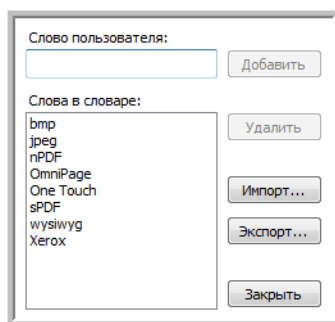 Слово пользователя:
Добавить
Слова в словаре:
bmp
jpeg
nPDF
OmniPage
One Touch
sPDF
wysiwyg
Xerox
Удалить
Импорт...
Экспорт...
Закрыть